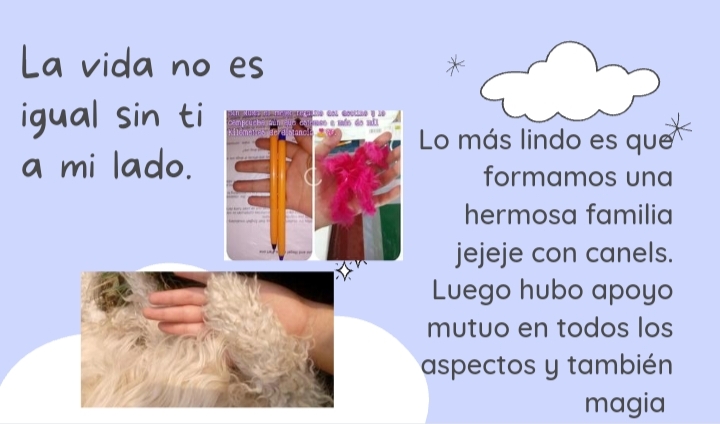 La vida no es
igual sin ti
a mi lado.
Lo más lindo es que
formamos una
hermosa familia
jejeje con canels.
Luego hubo apoyo
mutuo en todos los
aspectos y también
magia